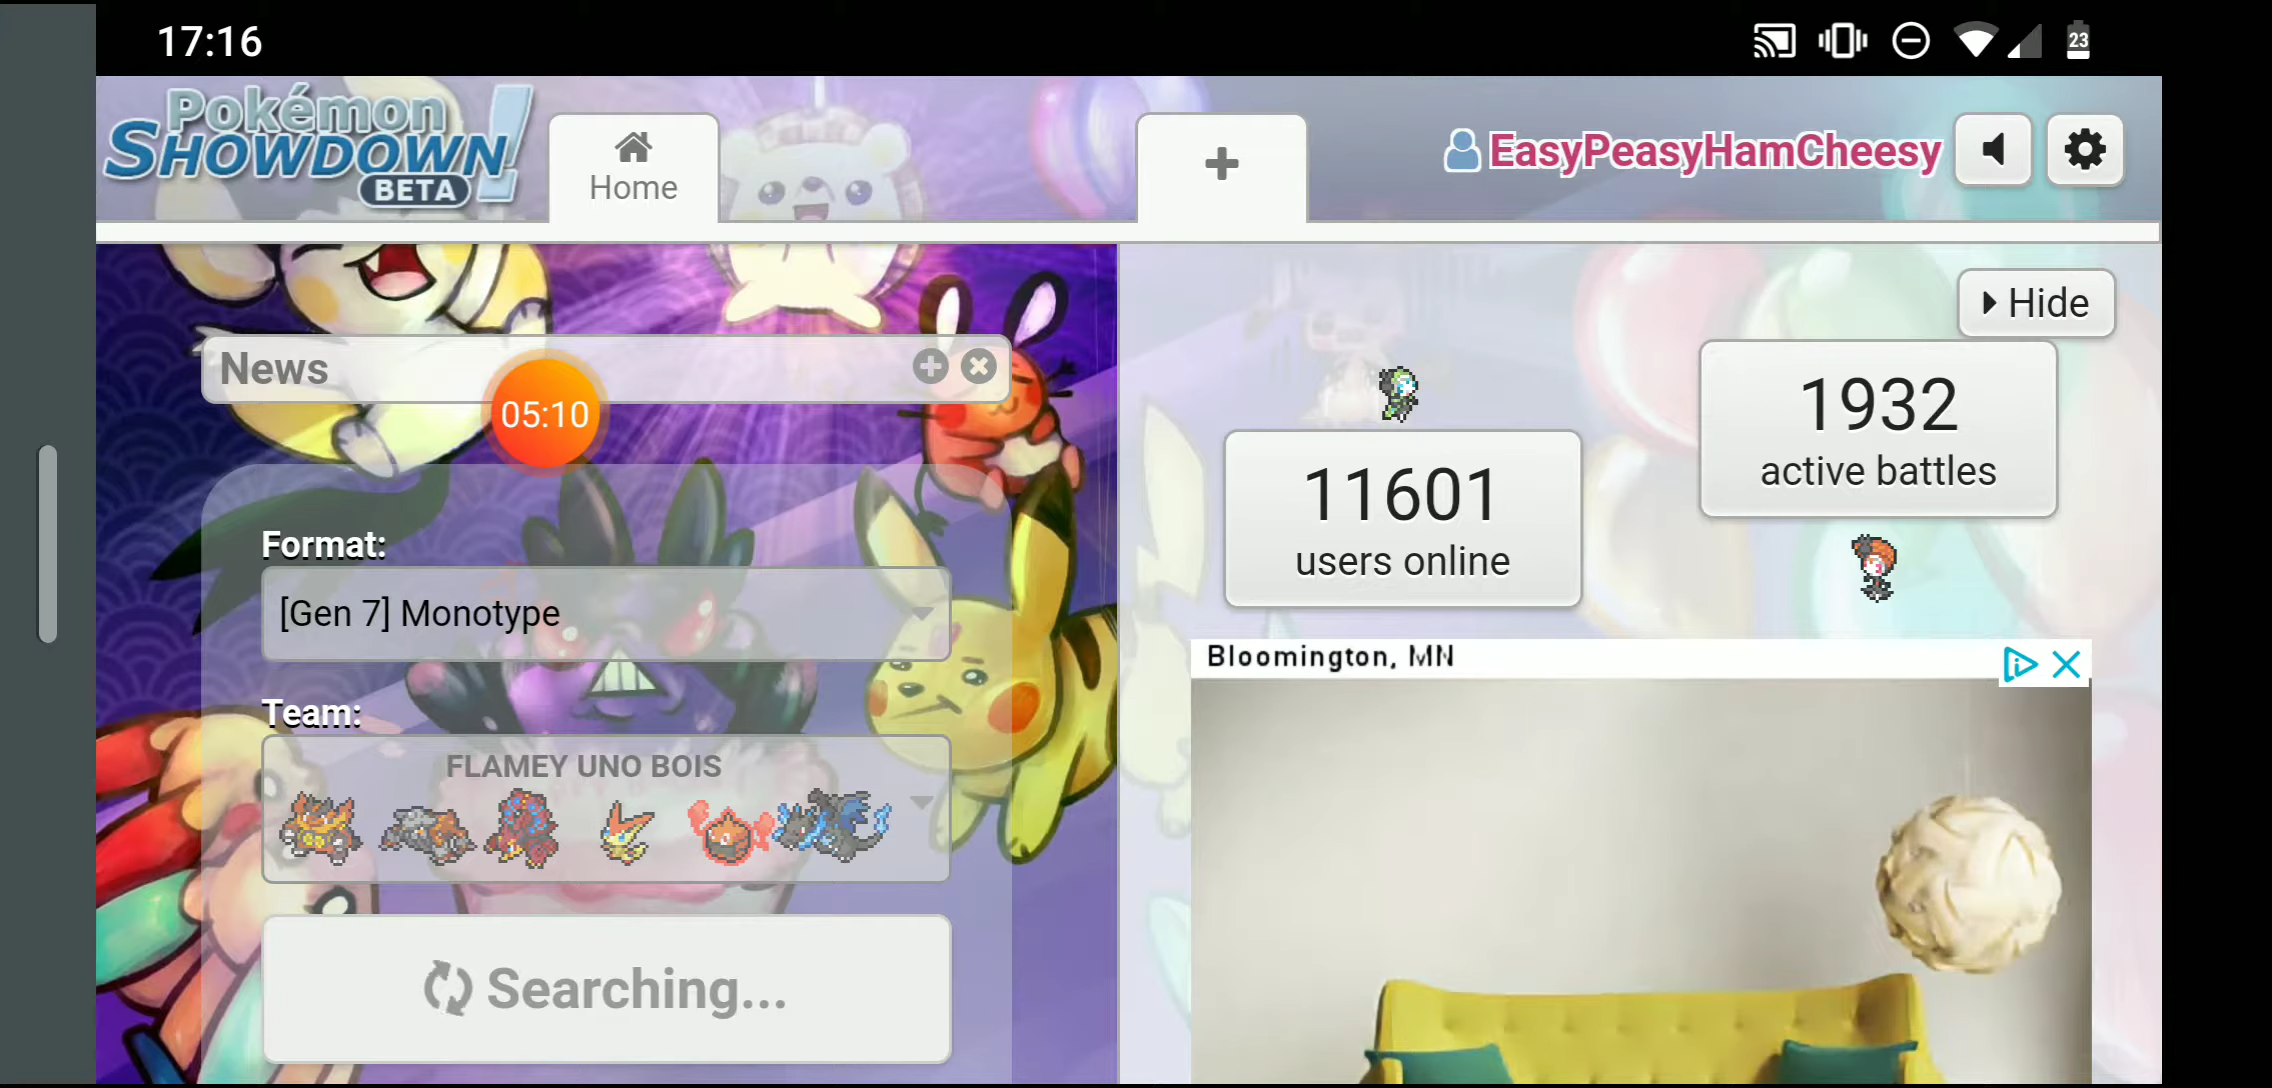 17:16
23
Pokémon
SHOWDOWN!
BETA
Home
EasyPeasyHamCheesy
Hide
News
05:10
1932
active battles
11601
users online
Format:
[Gen 7] Monotype
Bloomington, MN
Team:
FLAMEY UNO BOIS
Searching...